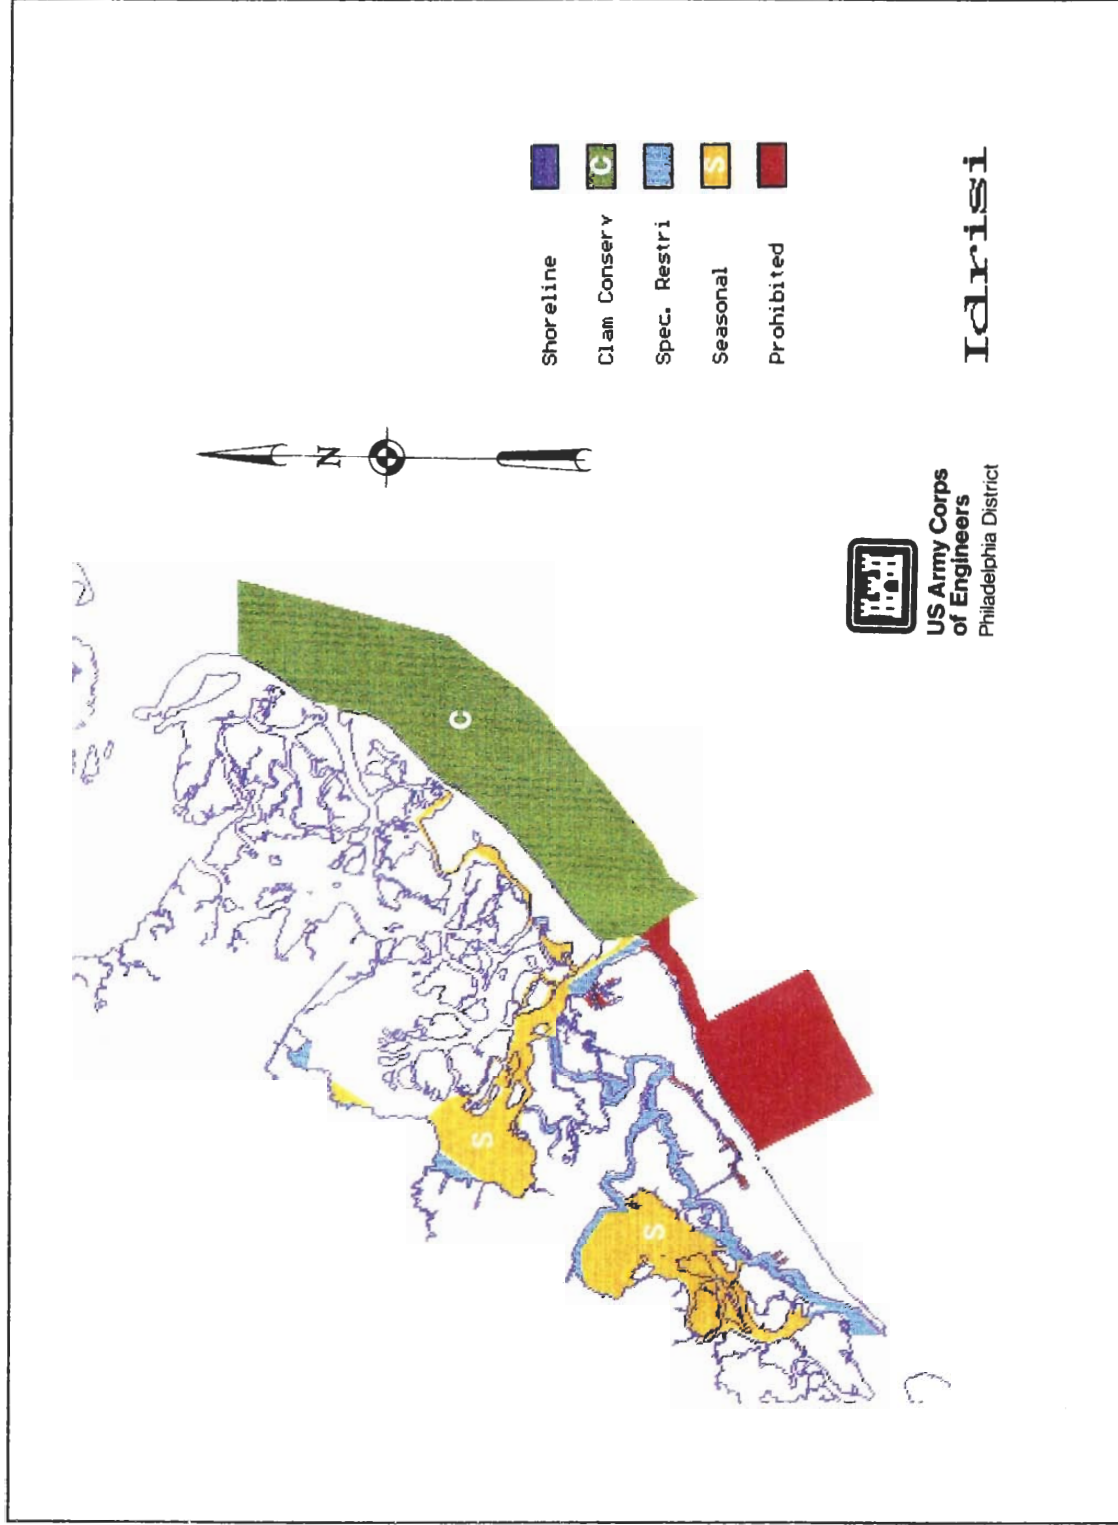 N
Shoreline
C
Clam Conserv
Spec. Restri
S
Seasonal
Prohibited
C
S
S
US Army Corps
of Engineers
Philadelphia District
Idrisi